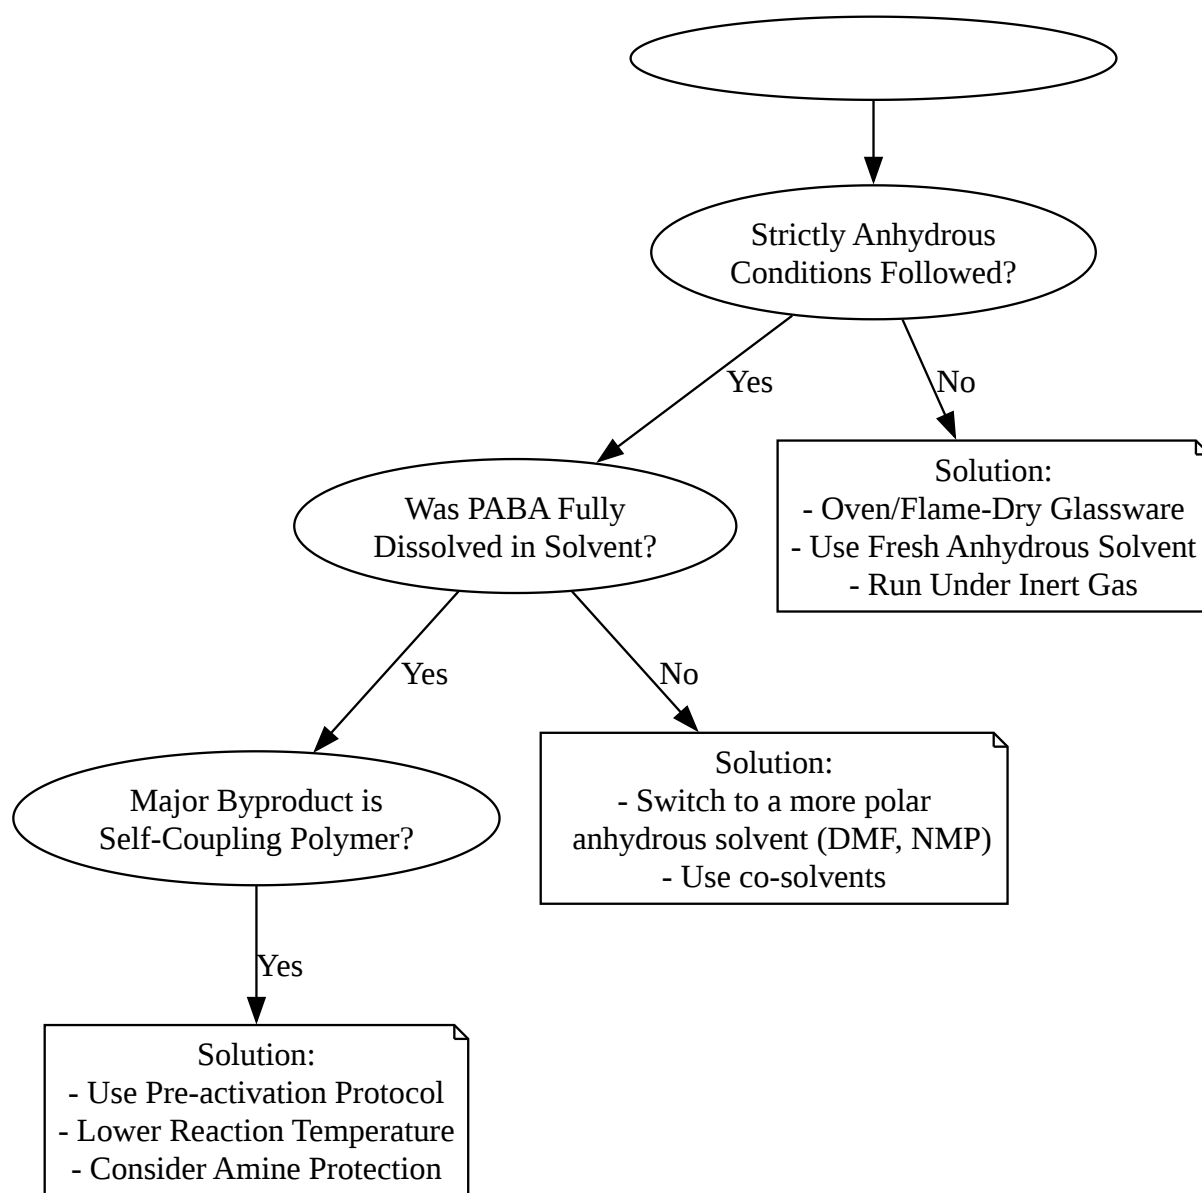 Strictly Anhydrous
Conditions Followed?
Yes
No
Solution:
- Oven/Flame-Dry Glassware
- Use Fresh Anhydrous Solvent
- Run Under Inert Gas
Was PABA Fully
Dissolved in Solvent?
Yes
No
Solution:
- Switch to a more polar
anhydrous solvent (DMF, NMP)
- Use co-solvents
Major Byproduct is
Self-Coupling Polymer?
Yes
Solution:
- Use Pre-activation Protocol
- Lower Reaction Temperature
- Consider Amine Protection